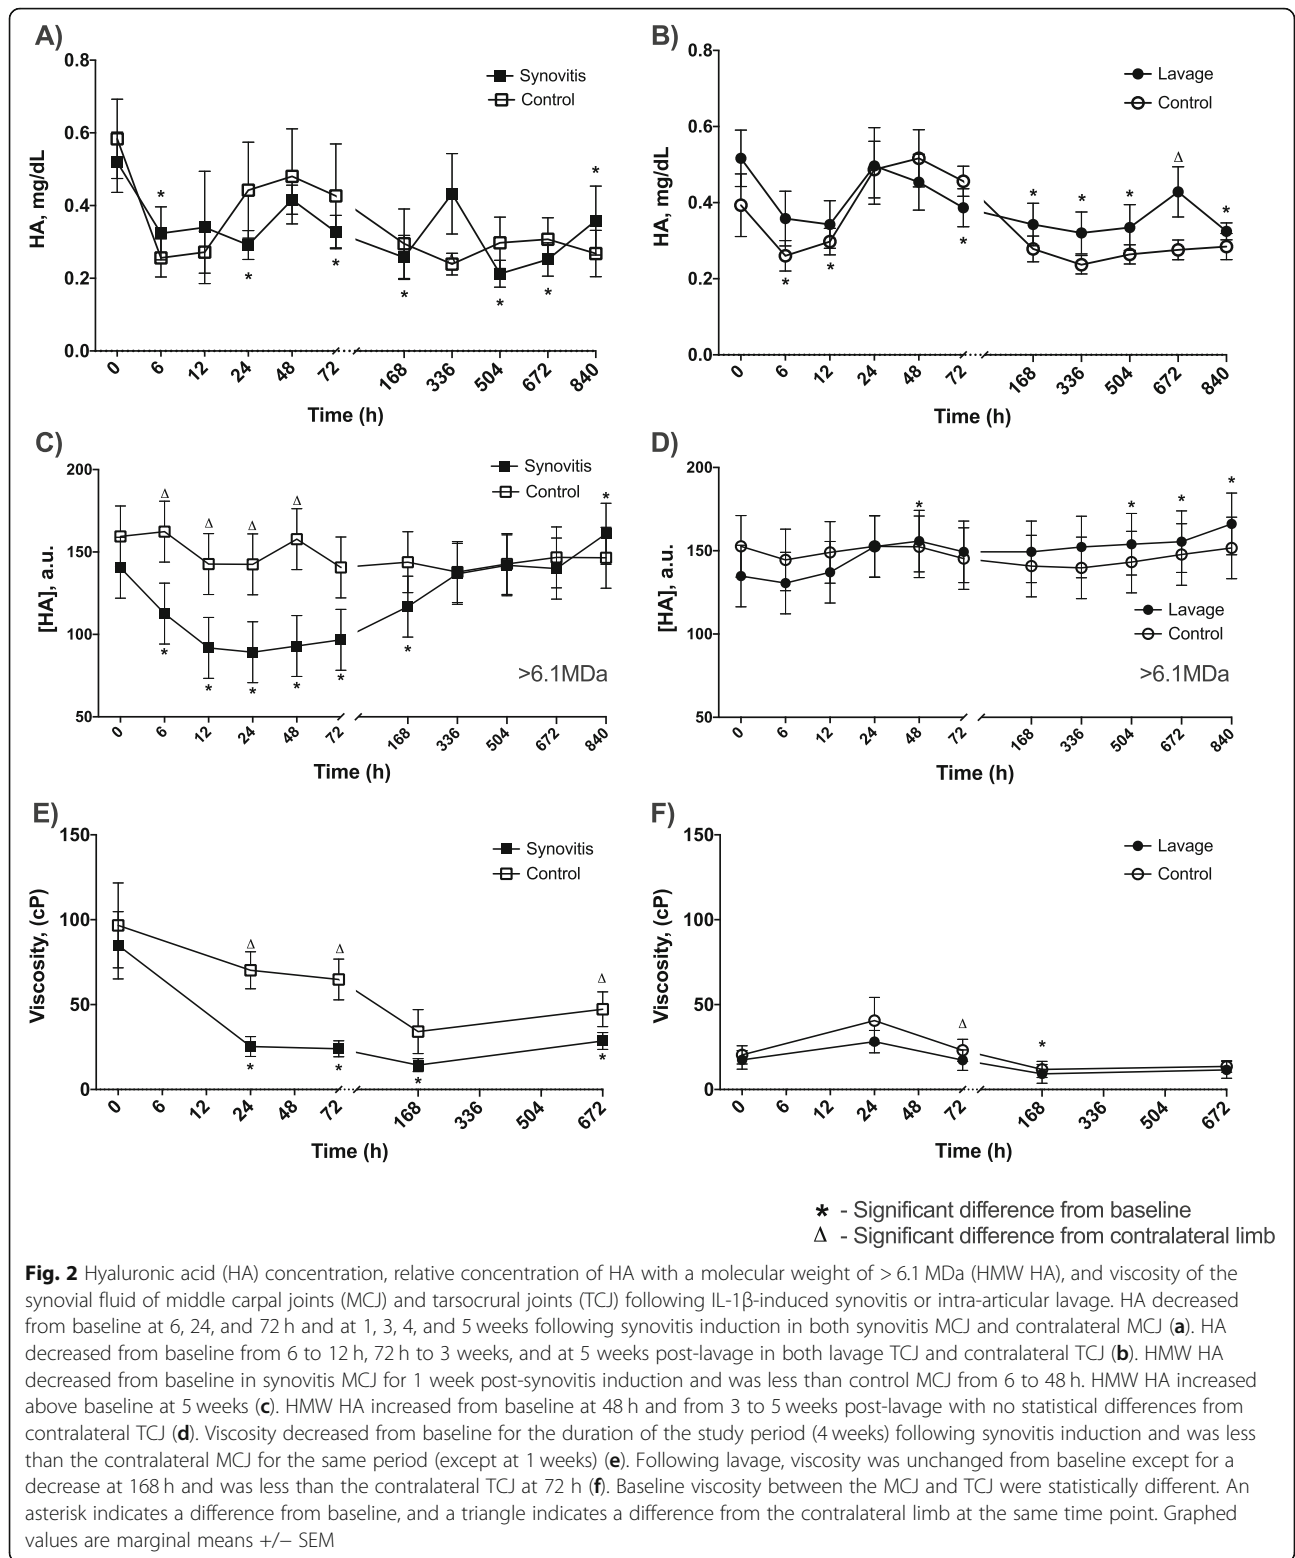 A)
0.8
0.6
0.4
0.2
0.0
HA, mg/dL
Synovitis
Control
*
*
*
*
*
*
*
0 6 12 24 48 72 168 336 504 672 840
Time (h)
B)
0.8
0.6
0.4
0.2
0.0
HA, mg/dL
Lavage
Control
Δ
*
*
*
*
*
*
*
0 6 12 24 48 72 168 336 504 672 840
Time (h)
C)
200
150
100
50
[HA], a.u.
Synovitis
Control
Δ
Δ
Δ
Δ
*
*
*
*
*
*
*
>6.1MDa
0 6 12 24 48 72 168 336 504 672 840
Time (h)
D)
200
150
100
50
[HA], a.u.
*
*
*
*
Lavage
Control
>6.1MDa
0 6 12 24 48 72 168 336 504 672 840
Time (h)
E)
150
100
50
0
Viscosity, (cP)
Synovitis
Control
Δ
Δ
Δ
*
*
*
*
0 6 12 24 48 72 168 336 504 672
Time (h)
F)
150
100
50
0
Viscosity, (cP)
Lavage
Control
Δ
*
0 6 12 24 48 72 168 336 504 672
Time (h)
* - Significant difference from baseline
Δ - Significant difference from contralateral limb
Fig. 2 Hyaluronic acid (HA) concentration, relative concentration of HA with a molecular weight of > 6.1 MDa (HMW HA), and viscosity of the
synovial fluid of middle carpal joints (MCJ) and tarsocrural joints (TCJ) following IL-1β-induced synovitis or intra-articular lavage. HA decreased
from baseline at 6, 24, and 72 h and at 1, 3, 4, and 5 weeks following synovitis induction in both synovitis MCJ and contralateral MCJ (a). HA
decreased from baseline from 6 to 12 h, 72 h to 3 weeks, and at 5 weeks post-lavage in both lavage TCJ and contralateral TCJ (b). HMW HA
decreased from baseline in synovitis MCJ for 1 week post-synovitis induction and was less than control MCJ from 6 to 48 h. HMW HA increased
above baseline at 5 weeks (c). HMW HA increased from baseline at 48 h and from 3 to 5 weeks post-lavage with no statistical differences from
contralateral TCJ (d). Viscosity decreased from baseline for the duration of the study period (4 weeks) following synovitis induction and was less
than the contralateral MCJ for the same period (except at 1 weeks) (e). Following lavage, viscosity was unchanged from baseline except for a
decrease at 168 h and was less than the contralateral TCJ at 72 h (f). Baseline viscosity between the MCJ and TCJ were statistically different. An
asterisk indicates a difference from baseline, and a triangle indicates a difference from the contralateral limb at the same time point. Graphed
values are marginal means +/− SEM